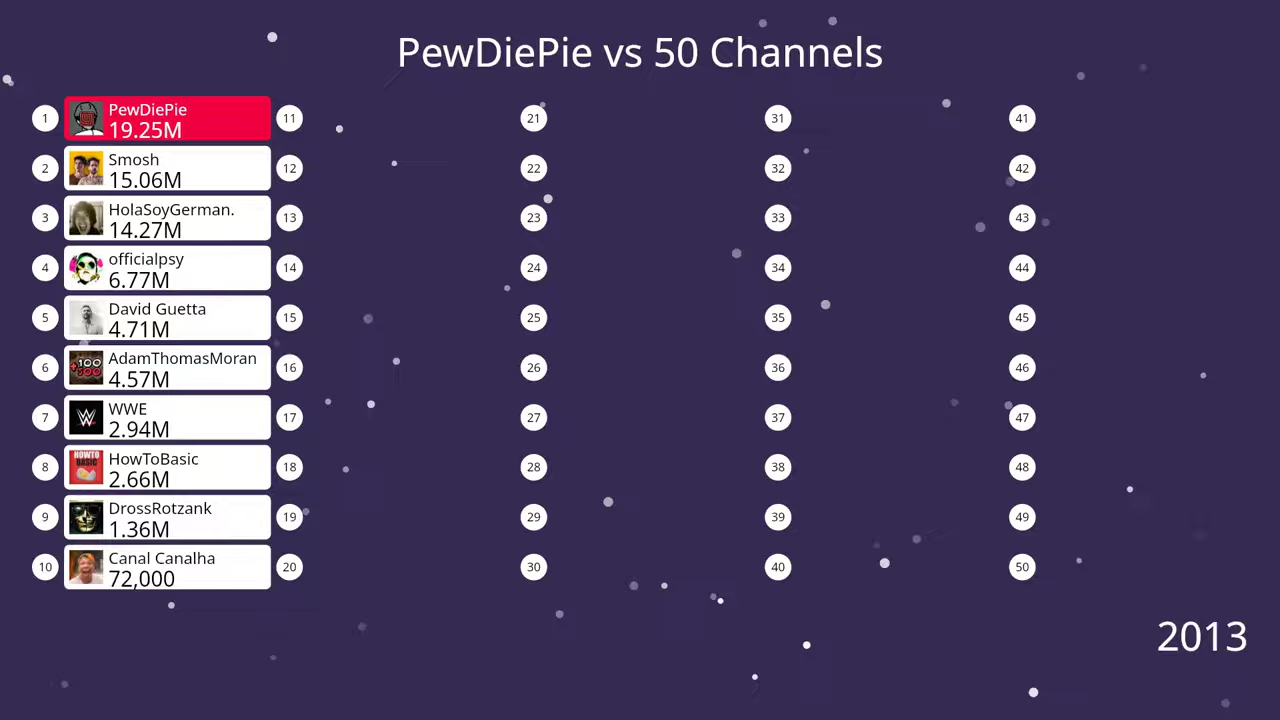 PewDiePie vs 50 Channels
1
PewDiePie
19.25M
2
Smosh
15.06M
3
HolaSoyGerman.
14.27M
4
officialpsy
6.77M
5
David Guetta
4.71M
6
+100
500
AdamThomasMoran
4.57M
7
WWE
2.94M
8
HOWTO
BASIC
HowToBasic
2.66M
9
DrossRotzank
1.36M
10
Canal Canalha
72,000
11
12
13
14
15
16
17
18
19
20
21
22
23
24
25
26
27
28
29
30
31
32
33
34
35
36
37
38
39
40
41
42
43
44
45
46
47
48
49
50
2013